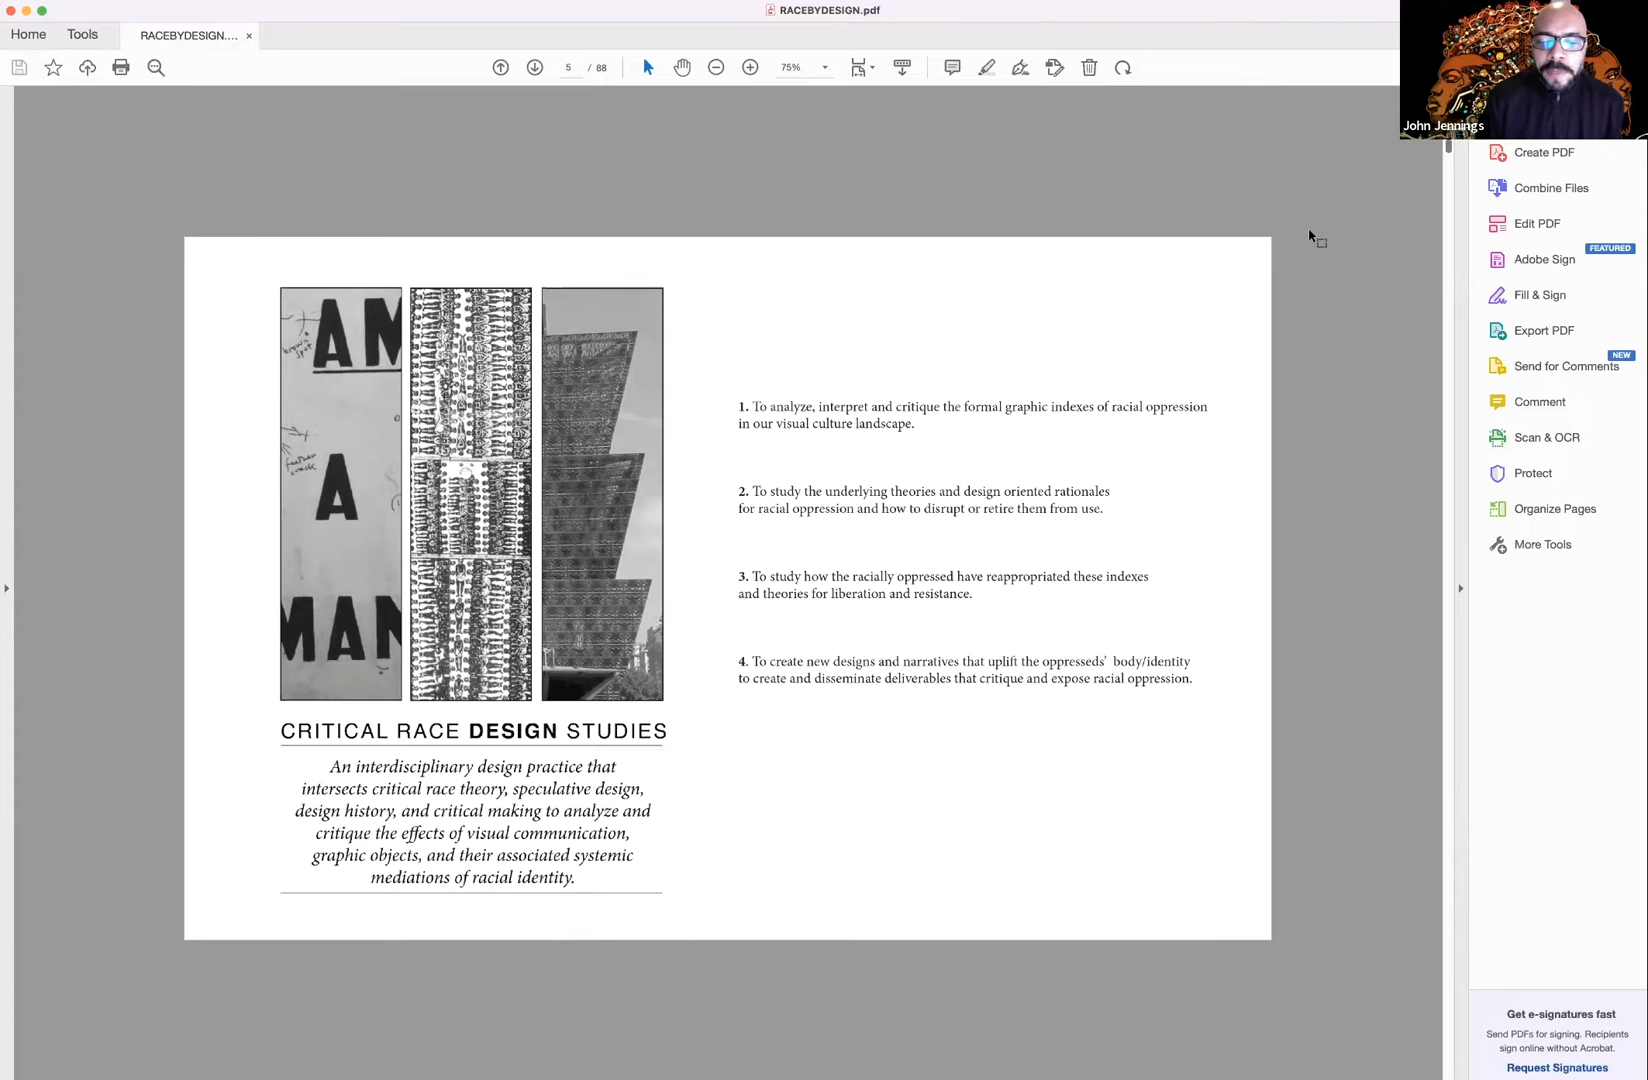 RACEBYDESIGN.pdf
Home
Tools
RACEBYDESIGN....
5 / 88
75%
John Jennings
Create PDF
Combine Files
Edit PDF
FEATURED
Adobe Sign
Fill & Sign
Export PDF
NEW
Send for Comments
Comment
Scan & OCR
Protect
Organize Pages
More Tools
AM
A
MAN
1. To analyze, interpret and critique the formal graphic indexes of racial oppression
in our visual culture landscape.
2. To study the underlying theories and design oriented rationales
for racial oppression and how to disrupt or retire them from use.
3. To study how the racially oppressed have reappropriated these indexes
and theories for liberation and resistance.
4. To create new designs and narratives that uplift the oppresseds' body/identity
to create and disseminate deliverables that critique and expose racial oppression.
CRITICAL RACE DESIGN STUDIES
An interdisciplinary design practice that
intersects critical race theory, speculative design,
design history, and critical making to analyze and
critique the effects of visual communication,
graphic objects, and their associated systemic
mediations of racial identity.
Get e-signatures fast
Send PDFs for signing. Recipients
sign online without Acrobat.
Request Signatures